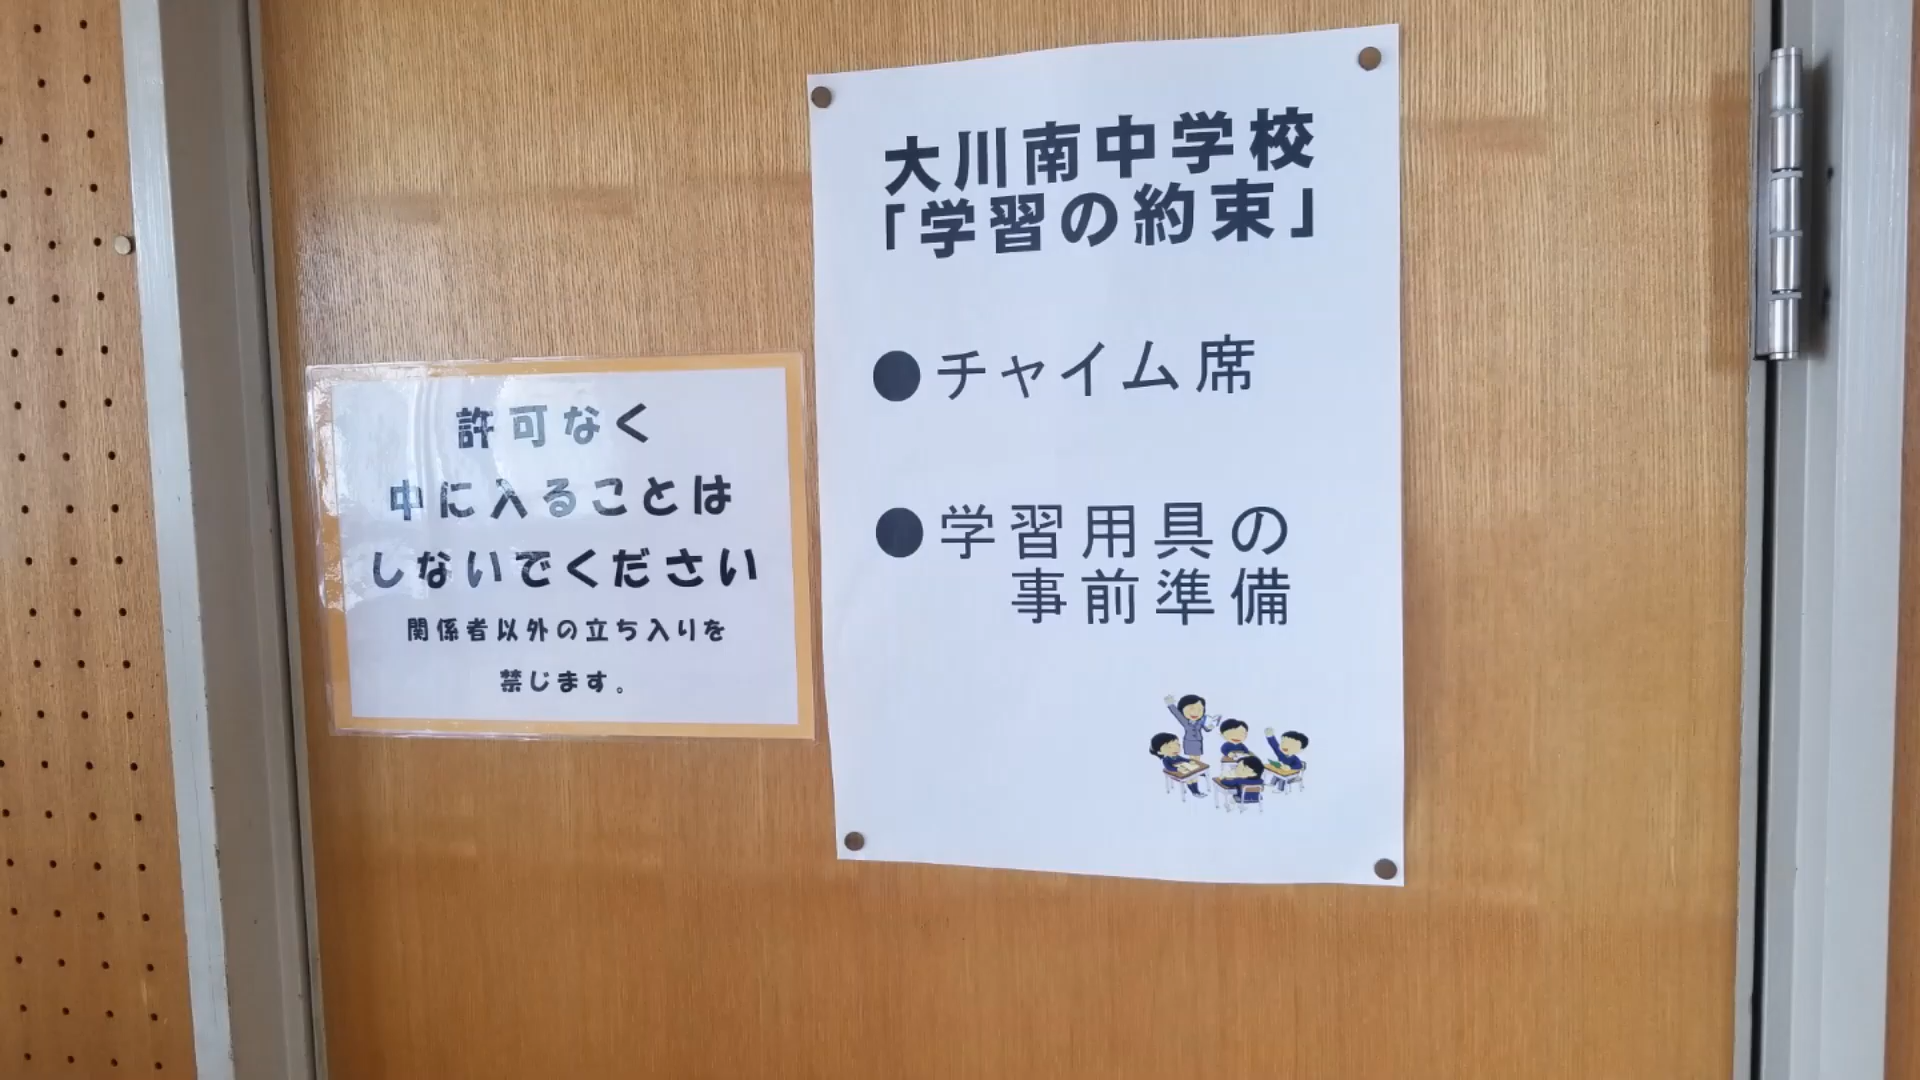 許可なく
中に入ることは
しないでください
関係者以外の立ち入りを
禁じます。
大川南中学校
「学習の約束」
●チャイム席
●学習用具の
事前準備